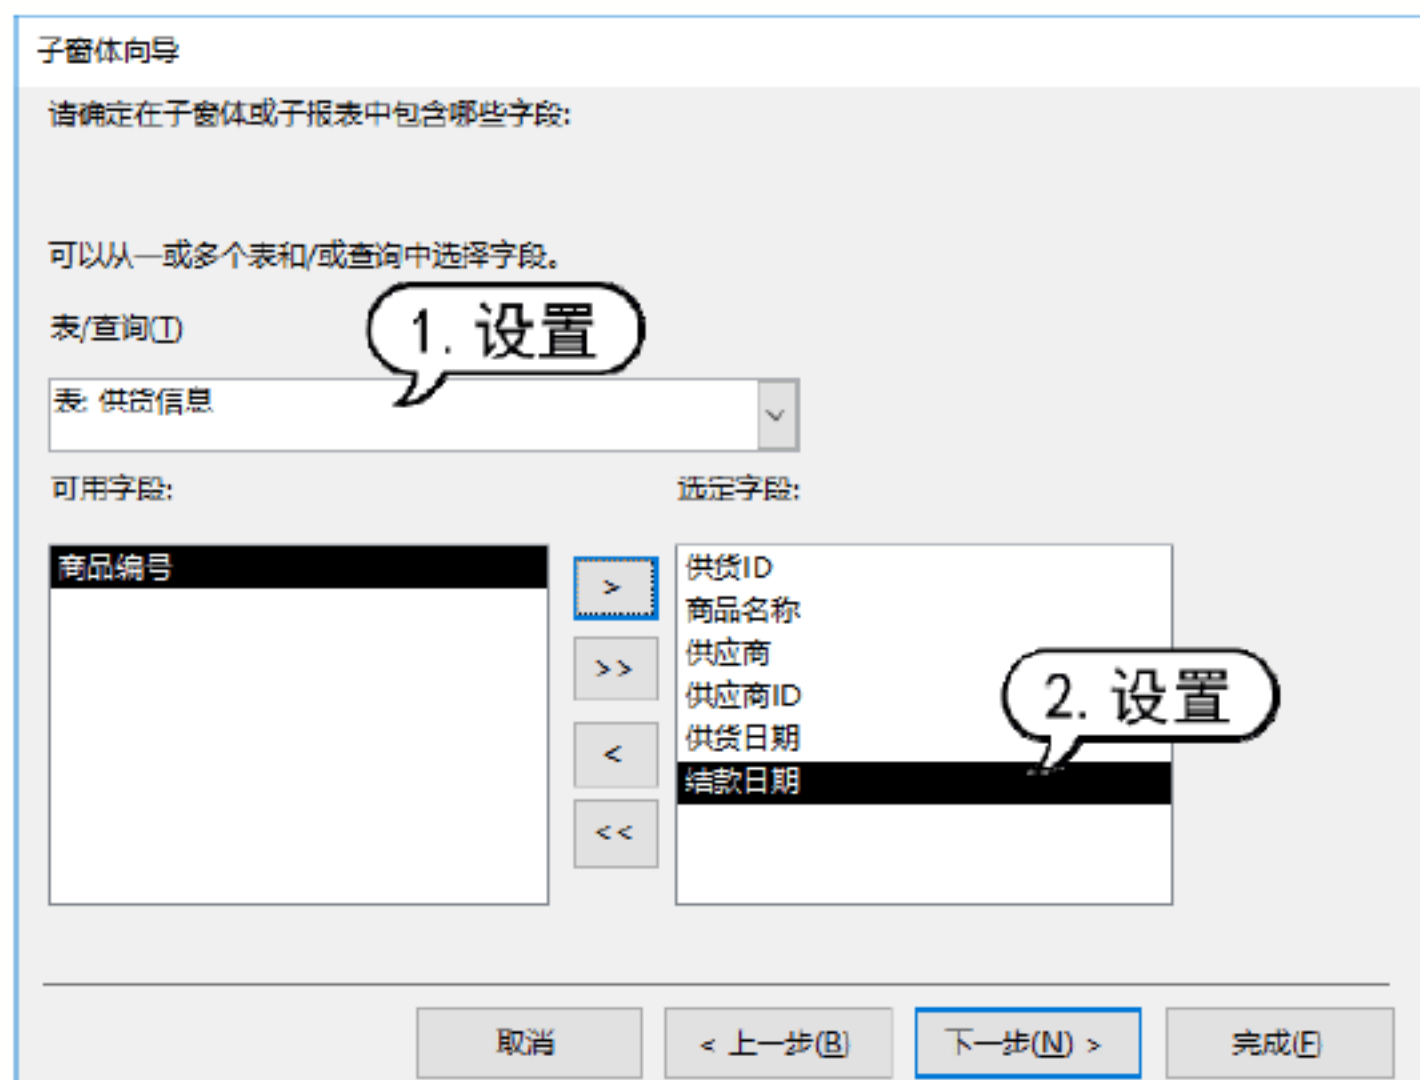 子窗体向导
请确定在子窗体或子报表中包含哪些字段:
可以从一或多个表和/或查询中选择字段。
表/查询(T)
1. 设置
表: 供货信息
可用字段:
选定字段:
商品编号
>
>>
<
<<
供货ID
商品名称
供应商
供应商ID
供货日期
结款日期
2. 设置
取消
< 上一步(B)
下一步(N) >
完成(F)